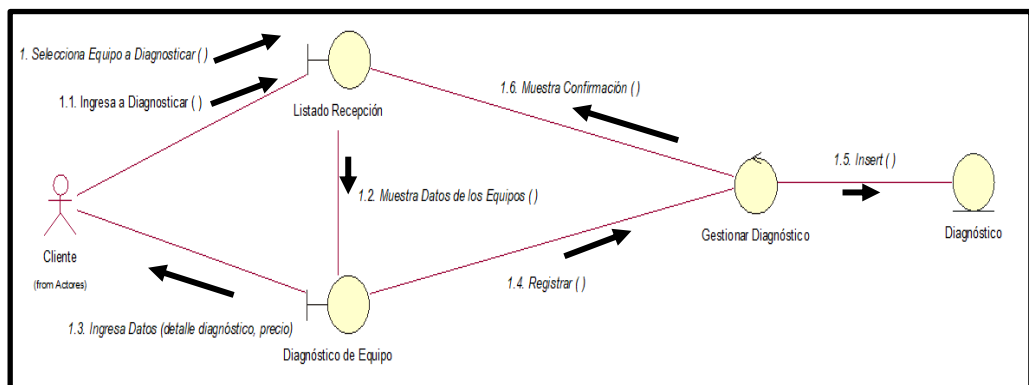 1. Selecciona Equipo a Diagnosticar ( )
1.1. Ingresa a Diagnosticar ( )
Listado Recepción
1.6. Muestra Confirmación ( )
1.2. Muestra Datos de los Equipos ( )
1.5. Insert ( )
Gestionar Diagnóstico
Diagnóstico
Cliente
(from Actores)
1.4. Registrar ( )
1.3. Ingresa Datos (detalle diagnóstico, precio)
Diagnóstico de Equipo